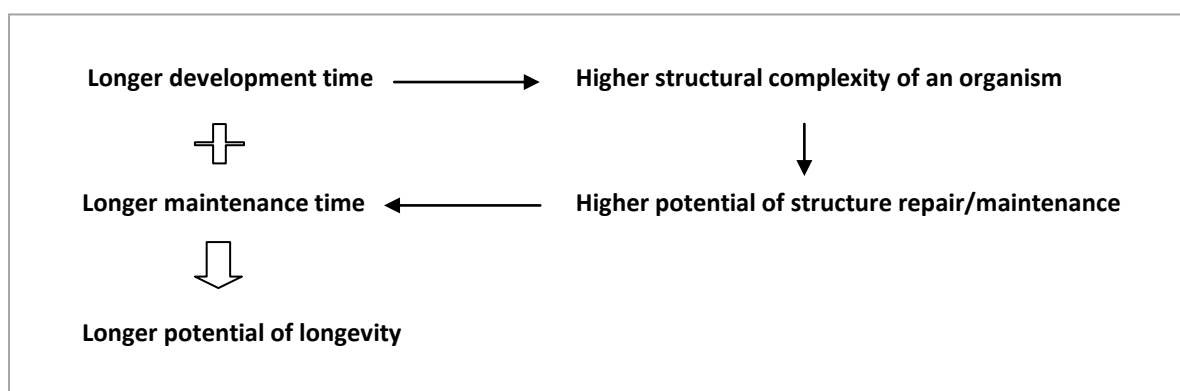 Longer development time
Higher structural complexity of an organism
Longer maintenance time
Higher potential of structure repair/maintenance
Longer potential of longevity